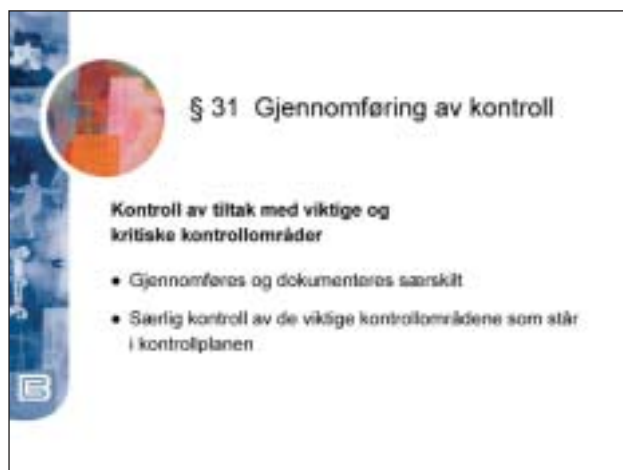 § 31 Gjennomføring av kontroll
Kontroll av tiltak med viktige og
kritiske kontrollområder
• Gjennomføres og dokumenteres særskilt
• Særlig kontroll av de viktige kontrollområdene som står
i kontrollplanen